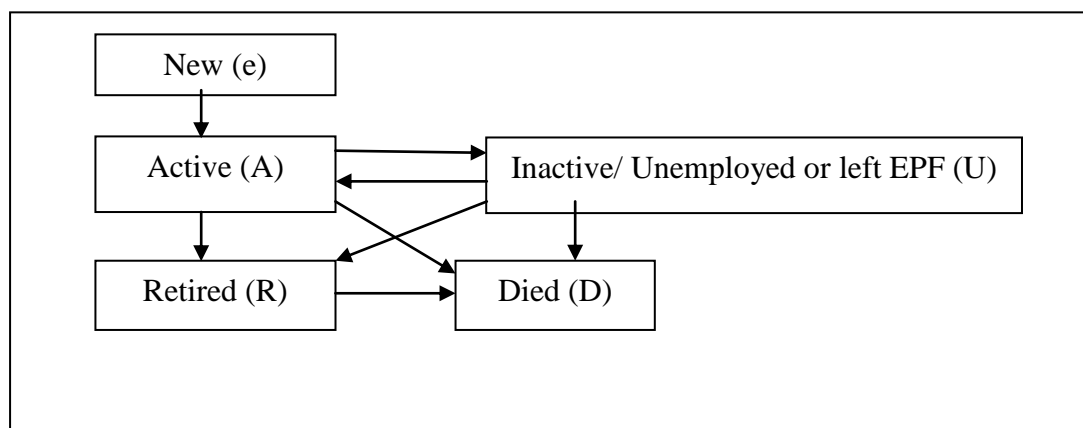 New (e)
Active (A)
Inactive/ Unemployed or left EPF (U)
Retired (R)
Died (D)